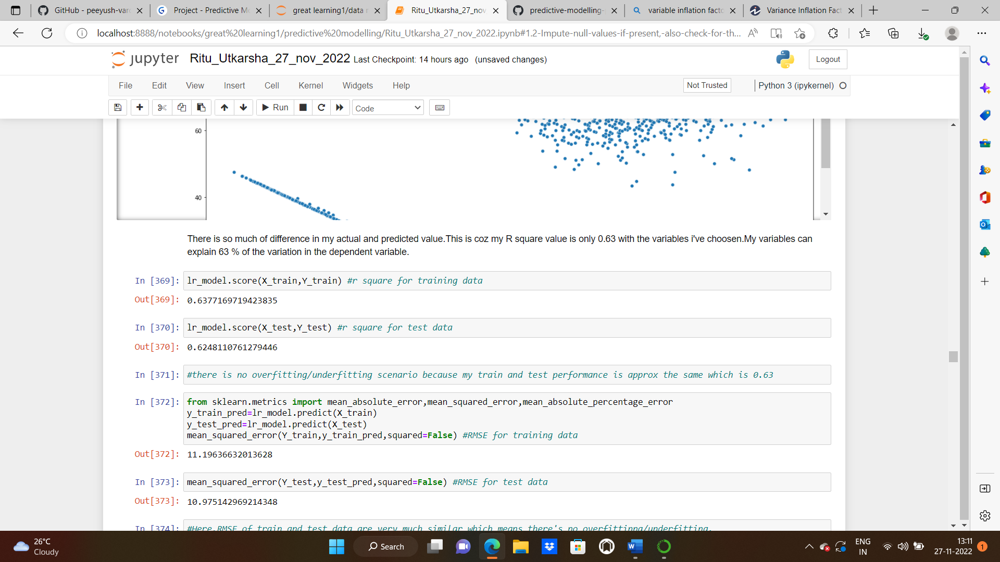 GitHub - peeyush-varc
Project - Predictive Mo
great learning1/data m
Ritu_Utkarsha_27_nov
predictive-modelling-
variable inflation facto
Variance Inflation Fact
localhost:8888/notebooks/great%20learning1/predictive%20modelling/Ritu_Utkarsha_27_nov_2022.ipynb#1.2-Impute-null-values-if-present,-also-check-for-th...
jupyter Ritu_Utkarsha_27_nov_2022 Last Checkpoint: 14 hours ago (unsaved changes)
Logout
File Edit View Insert Cell Kernel Widgets Help
Not Trusted
Python 3 (ipykernel)
Run
Code
60
40
There is so much of difference in my actual and predicted value.This is coz my R square value is only 0.63 with the variables i've choosen.My variables can
explain 63 % of the variation in the dependent variable.
In [369]: lr_model.score(X_train,Y_train) #r square for training data
Out[369]: 0.6377169719423835
In [370]: lr_model.score(X_test,Y_test) #r square for test data
Out[370]: 0.6248110761279446
In [371]: #there is no overfitting/underfitting scenario because my train and test performance is approx the same which is 0.63
In [372]: from sklearn.metrics import mean_absolute_error,mean_squared_error,mean_absolute_percentage_error
y_train_pred=lr_model.predict(X_train)
y_test_pred=lr_model.predict(X_test)
mean_squared_error(Y_train,y_train_pred,squared=False) #RMSE for training data
Out[372]: 11.19636632013628
In [373]: mean_squared_error(Y_test,y_test_pred,squared=False) #RMSE for test data
Out[373]: 10.975142969214348
In [374]: #Here,RMSE of train and test data are very much similar which means there's no overfittinng/underfitting.
26°C
Cloudy
Search
ENG
IN
13:11
27-11-2022
1